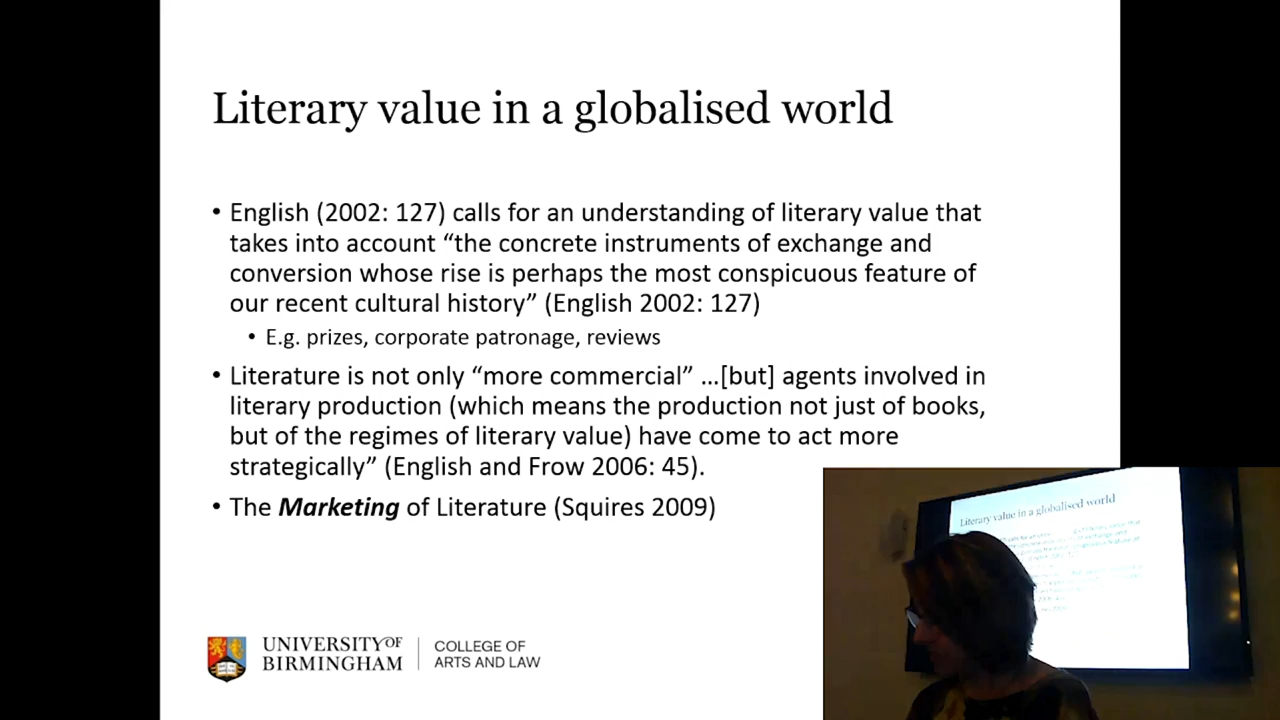 Literary value in a globalised world
• English (2002: 127) calls for an understanding of literary value that
takes into account “the concrete instruments of exchange and
conversion whose rise is perhaps the most conspicuous feature of
our recent cultural history” (English 2002: 127)
• E.g. prizes, corporate patronage, reviews
• Literature is not only “more commercial” …[but] agents involved in
literary production (which means the production not just of books,
but of the regimes of literary value) have come to act more
strategically” (English and Frow 2006: 45).
• The Marketing of Literature (Squires 2009)
UNIVERSITY OF
BIRMINGHAM
COLLEGE OF
ARTS AND LAW
Literary value in a globalised world